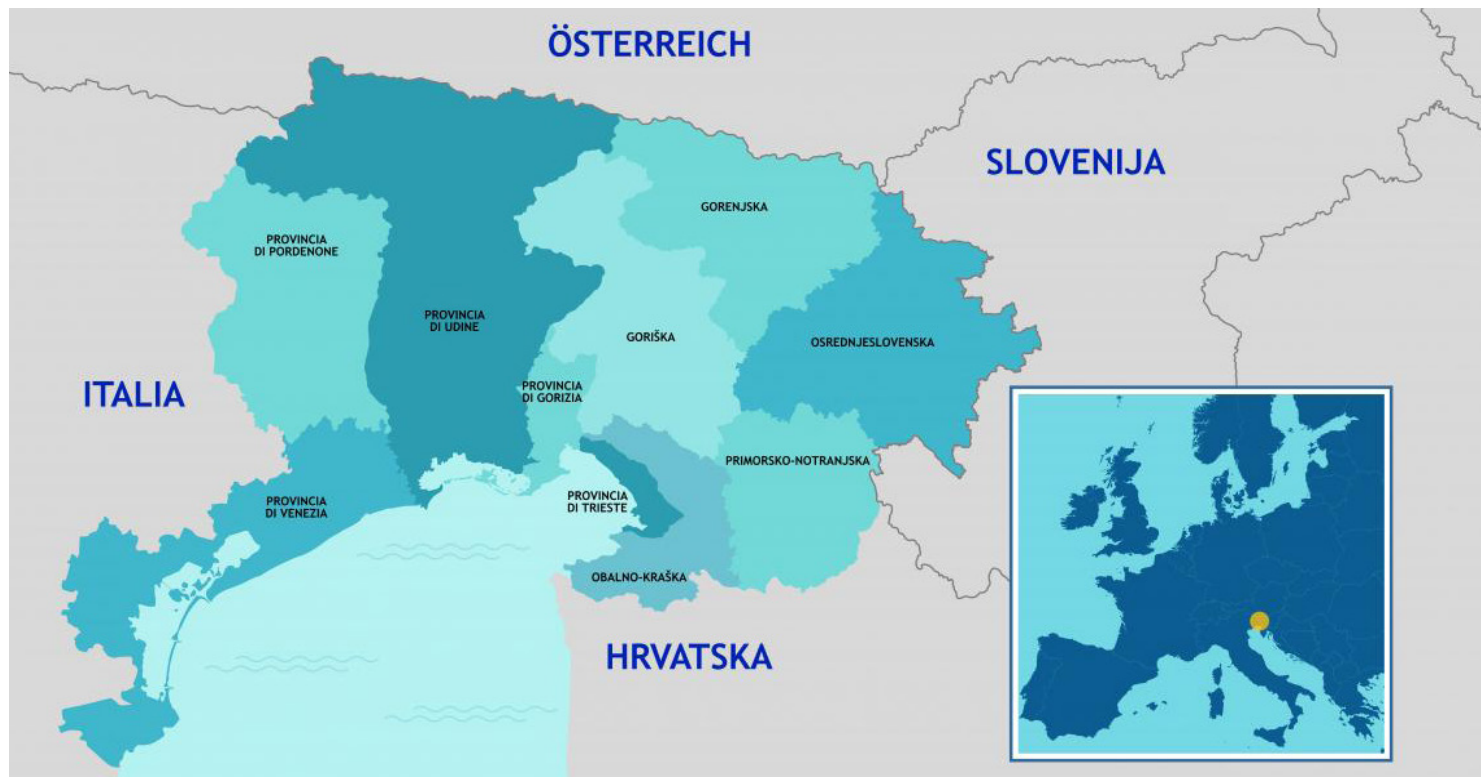 ÖSTERREICH
SLOVENIJA
GORENJSKA
PROVINCIA
DI PORDENONE
PROVINCIA
DI UDINE
GORIŠKA
OSREDNJESLOVENSKA
ITALIA
PROVINCIA
DI GORIZIA
PRIMORSKO-NOTRANJSKA
PROVINCIA
DI VENEZIA
PROVINCIA
DI TRIESTE
OBALNO-KRAŠKA
HRVATSKA